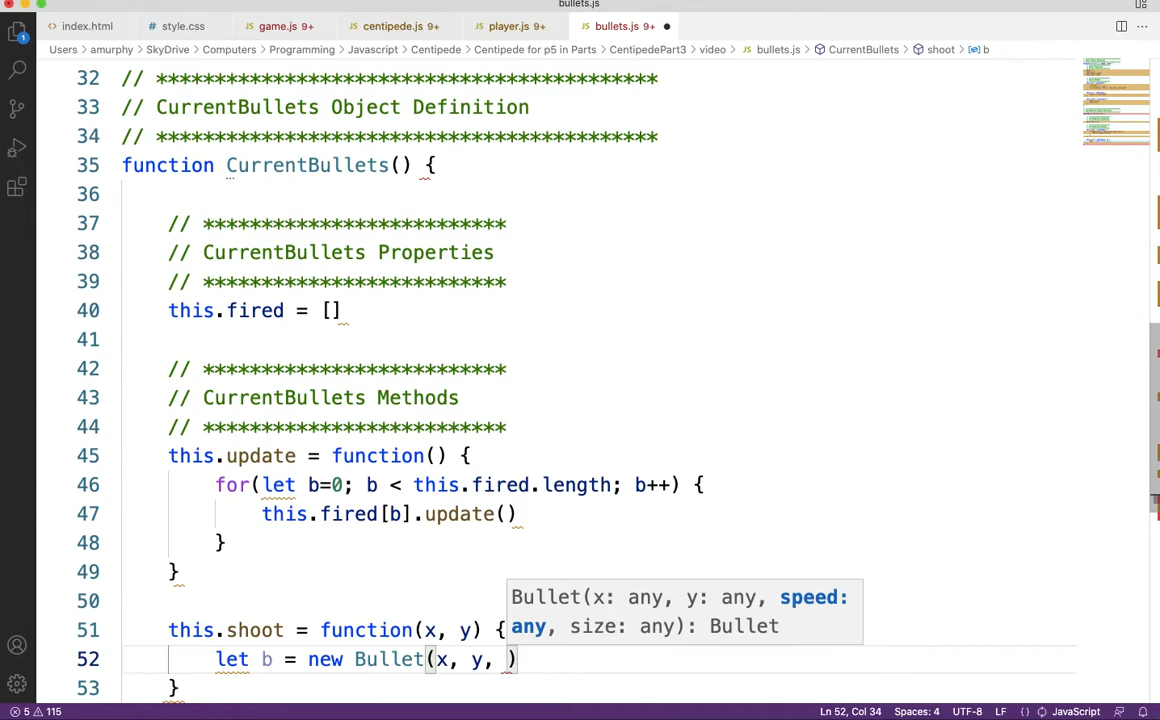 bullets.js
index.html
style.css
game.js 9+
centipede.js 9+
player.js 9+
bullets.js 9+
Users > amurphy > SkyDrive > Computers > Programming > Javascript > Centipede > Centipede for p5 in Parts > CentipedePart3 > video > JS bullets.js > CurrentBullets > shoot > b
32 // *******************************************
33 // CurrentBullets Object Definition
34 // *******************************************
35 function CurrentBullets() {
36
37 // **************************
38 // CurrentBullets Properties
39 // **************************
40 this.fired = []
41
42 // **************************
43 // CurrentBullets Methods
44 // **************************
45 this.update = function() {
46 for(let b=0; b < this.fired.length; b++) {
47 this.fired[b].update()
48 }
49 }
50
Bullet(x: any, y: any, speed:
any, size: any): Bullet
51 this.shoot = function(x, y) {
52 let b = new Bullet(x, y, )
53 }
5 115 Ln 52, Col 34 Spaces: 4 UTF-8 LF {} JavaScript